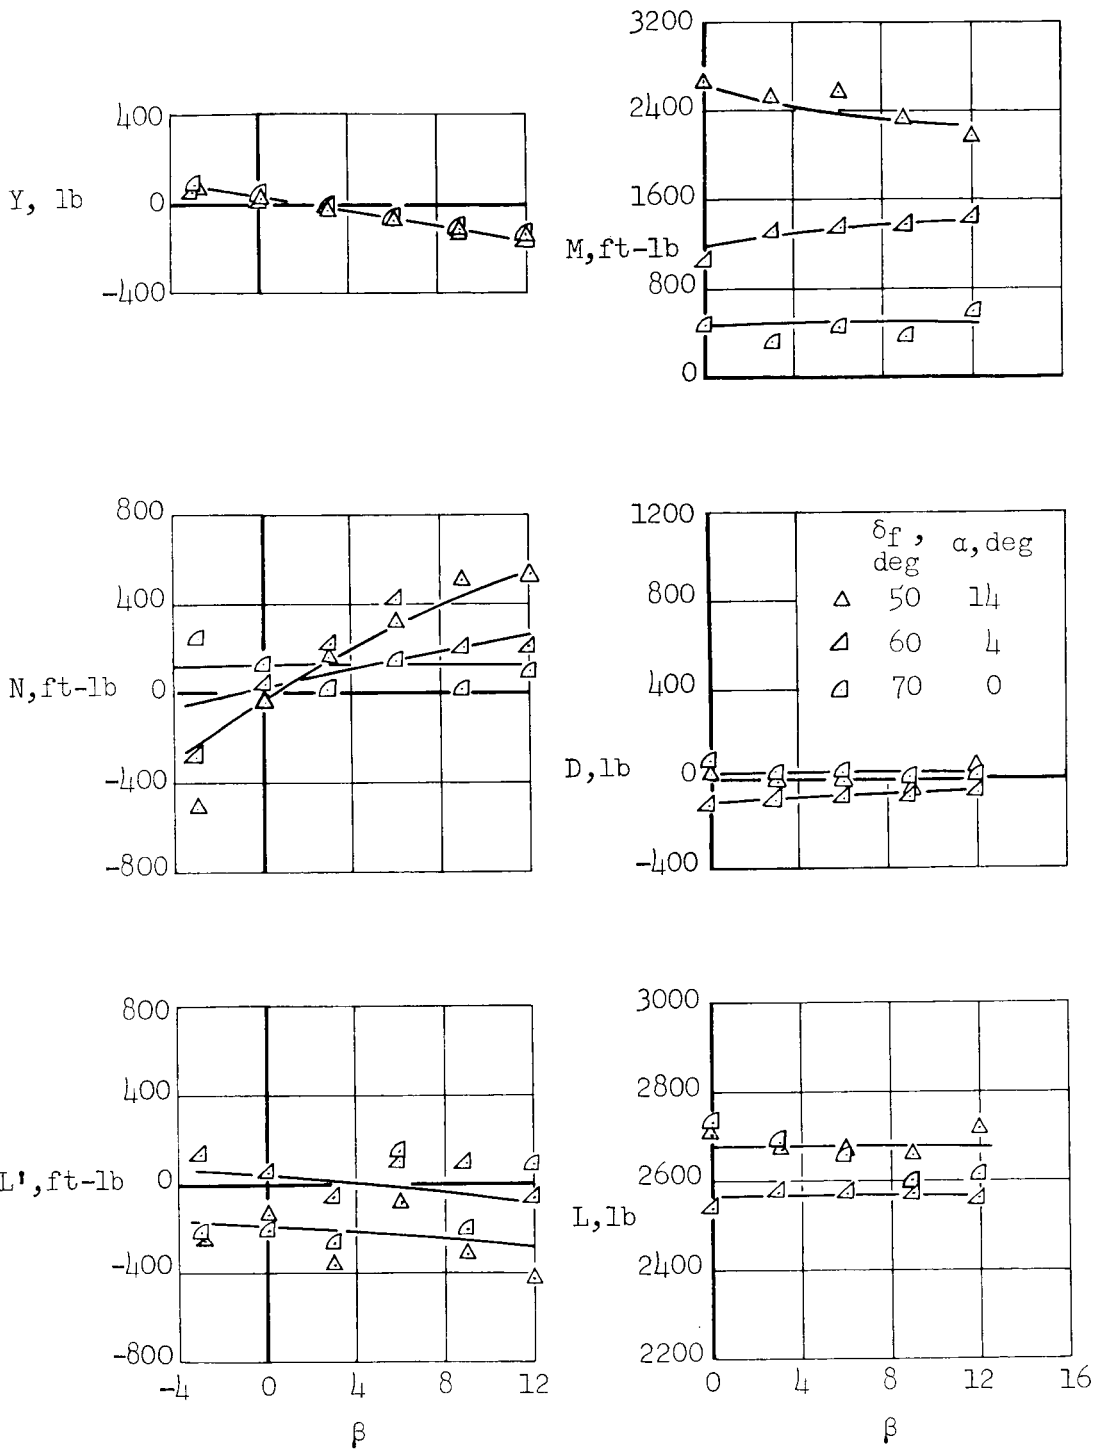 400
Y, lb
0
-400
3200
2400
1600
M, ft-lb
800
0
800
400
N, ft-lb
0
-400
-800
1200
800
400
D, lb
0
-400
δf, deg
α, deg
50 14
60 4
70 0
800
400
L', ft-lb
0
-400
-800
-4 0 4 8 12
β
3000
2800
2600
L, lb
2400
2200
0 4 8 12 16
β